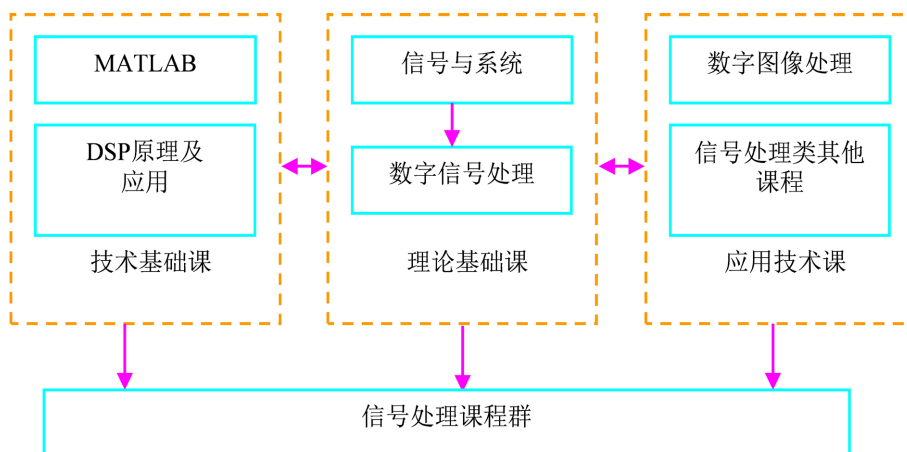 MATLAB
DSP原理及
应用
技术基础课
信号与系统
数字信号处理
理论基础课
数字图像处理
信号处理类其他
课程
应用技术课
信号处理课程群